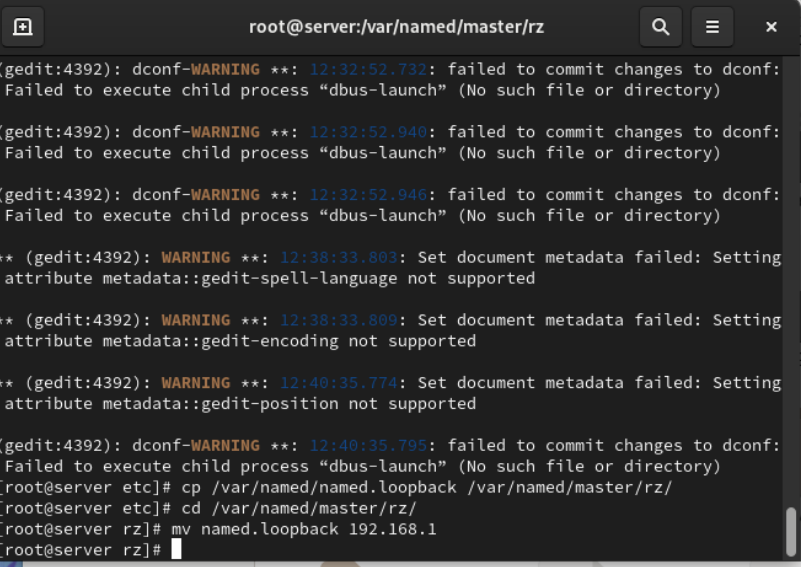 root@server:/var/named/master/rz
(gedit:4392): dconf-WARNING **: 12:32:52.732: failed to commit changes to dconf:
Failed to execute child process “dbus-launch” (No such file or directory)
(gedit:4392): dconf-WARNING **: 12:32:52.940: failed to commit changes to dconf:
Failed to execute child process “dbus-launch” (No such file or directory)
(gedit:4392): dconf-WARNING **: 12:32:52.946: failed to commit changes to dconf:
Failed to execute child process “dbus-launch” (No such file or directory)
** (gedit:4392): WARNING **: 12:38:33.803: Set document metadata failed: Setting
attribute metadata::gedit-spell-language not supported
** (gedit:4392): WARNING **: 12:38:33.809: Set document metadata failed: Setting
attribute metadata::gedit-encoding not supported
** (gedit:4392): WARNING **: 12:40:35.774: Set document metadata failed: Setting
attribute metadata::gedit-position not supported
(gedit:4392): dconf-WARNING **: 12:40:35.795: failed to commit changes to dconf:
Failed to execute child process “dbus-launch” (No such file or directory)
[root@server etc]# cp /var/named/named.loopback /var/named/master/rz/
[root@server etc]# cd /var/named/master/rz/
[root@server rz]# mv named.loopback 192.168.1
[root@server rz]#